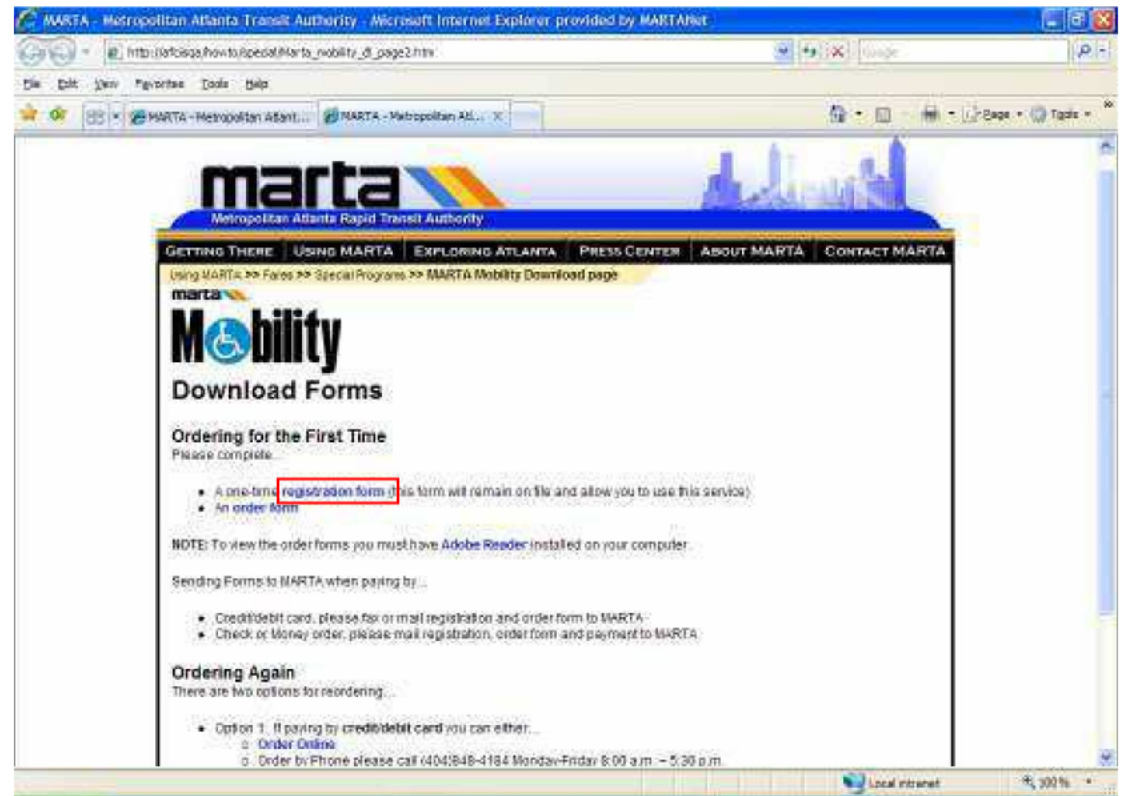 MARTA - Metropolitan Atlanta Transit Authority - Microsoft Internet Explorer provided by MARTANet
Google
File Edit View Favorites Tools Help
MARTA - Metropolitan Atlant... MARTA - Metropolitan Atl... Page Tools
marta
Metropolitan Atlanta Rapid Transit Authority
GETTING THERE USING MARTA EXPLORING ATLANTA PRESS CENTER ABOUT MARTA CONTACT MARTA
Using MARTA >> Fares >> Special Programs >> MARTA Mobility Download page
marta
Mobility
Download Forms
Ordering for the First Time
Please complete...
A one-time registration form (this form will remain on file and allow you to use this service)
An order form
NOTE: To view the order forms you must have Adobe Reader installed on your computer.
Sending Forms to MARTA when paying by...
Credit/debit card, please fax or mail registration and order form to MARTA
Check or Money order, please mail registration, order form and payment to MARTA
Ordering Again
There are two options for reordering...
Option 1. If paying by credit/debit card you can either...
Order Online
Order by Phone please call (404)848-4184 Monday-Friday 8:00 a.m. – 5:30 p.m.
Local intranet 100%